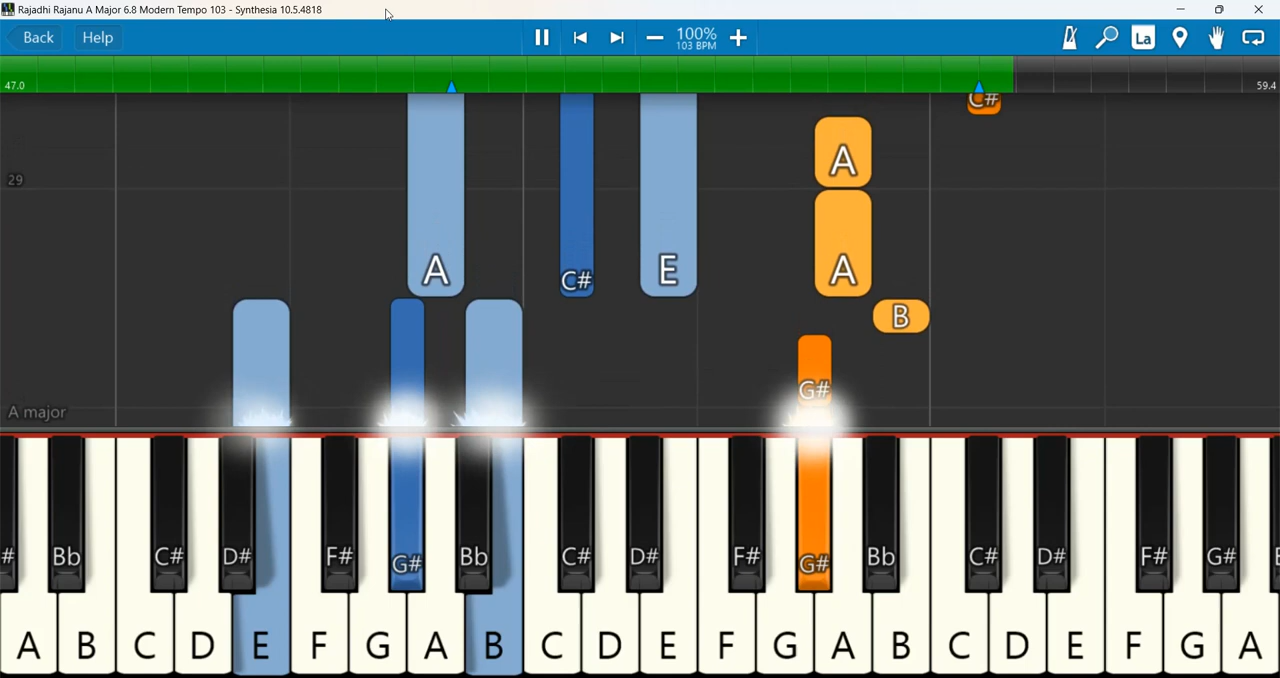 Rajadhi Rajanu A Major 6.8 Modern Tempo 103 - Synthesia 10.5.4818
Back Help 100% La
103 BPM
47.0 59.4
C#
A
29
A C# E A
B
G#
A major
# Bb C# D# F# G# Bb C# D# F# G# Bb C# D# F# G#
A B C D E F G A B C D E F G A B C D E F G A